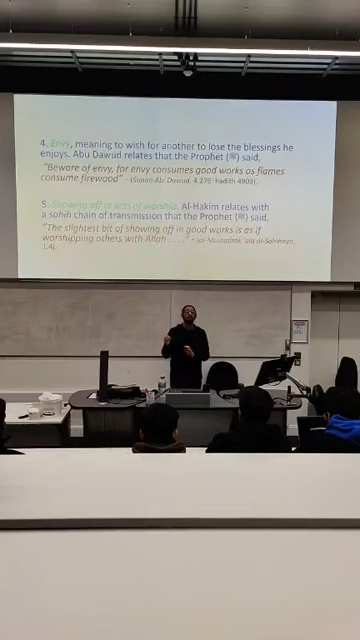 4. Envy, meaning to wish for another to lose the blessings he
enjoys. Abu Dawud relates that the Prophet (ﷺ) said,
"Beware of envy, for envy consumes good works as flames
consume firewood" - (Sunan Abi Dawud, 4.276: hadith 4903).
5. Showing off in acts of worship. Al-Hakim relates with
a sahih chain of transmission that the Prophet (ﷺ) said,
"The slightest bit of showing off in good works is as if
worshipping others with Allah . . . ." - (al-Mustadrak 'ala al-Sahihayn,
1.4).